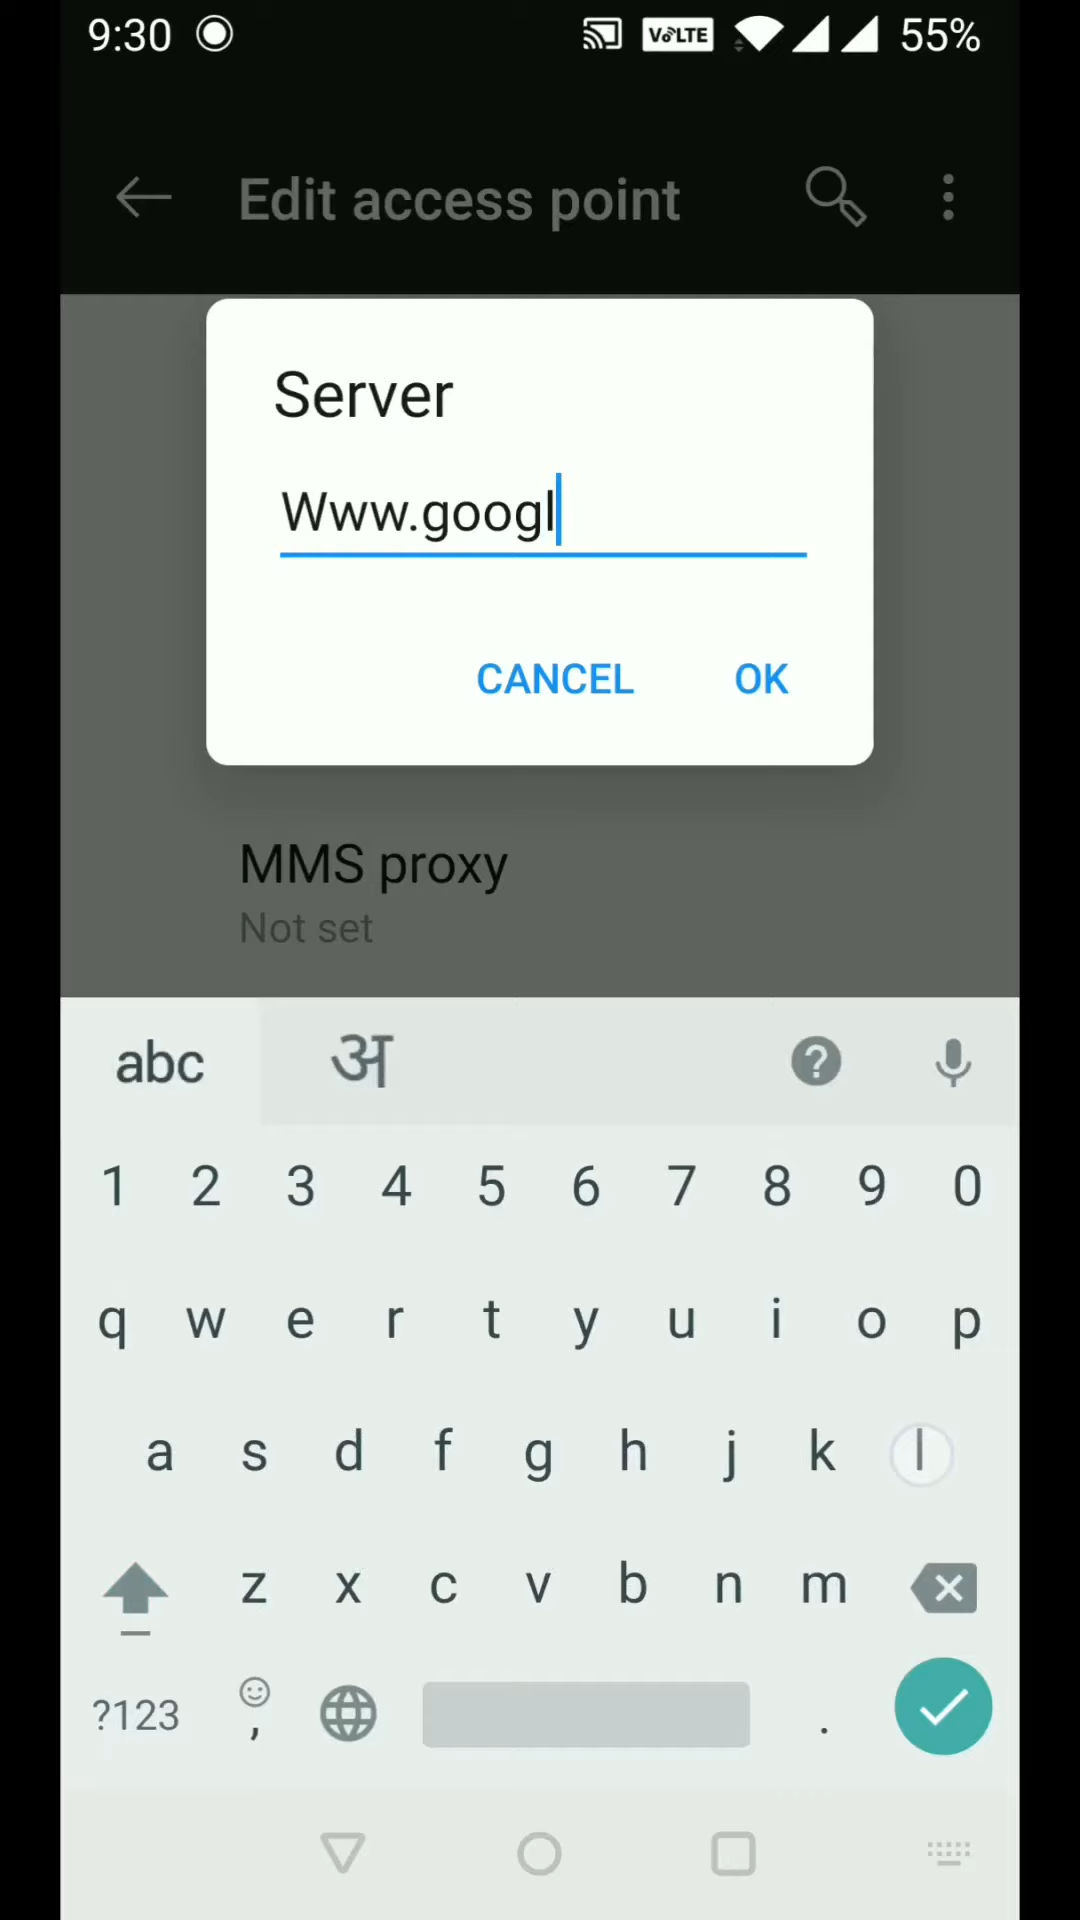 9:30 VoLTE 55%
Edit access point
Server
Www.googl
CANCEL OK
MMS proxy
Not set
abc अ ?
1 2 3 4 5 6 7 8 9 0
q w e r t y u i o p
a s d f g h j k l
z x c v b n m
?123 , .